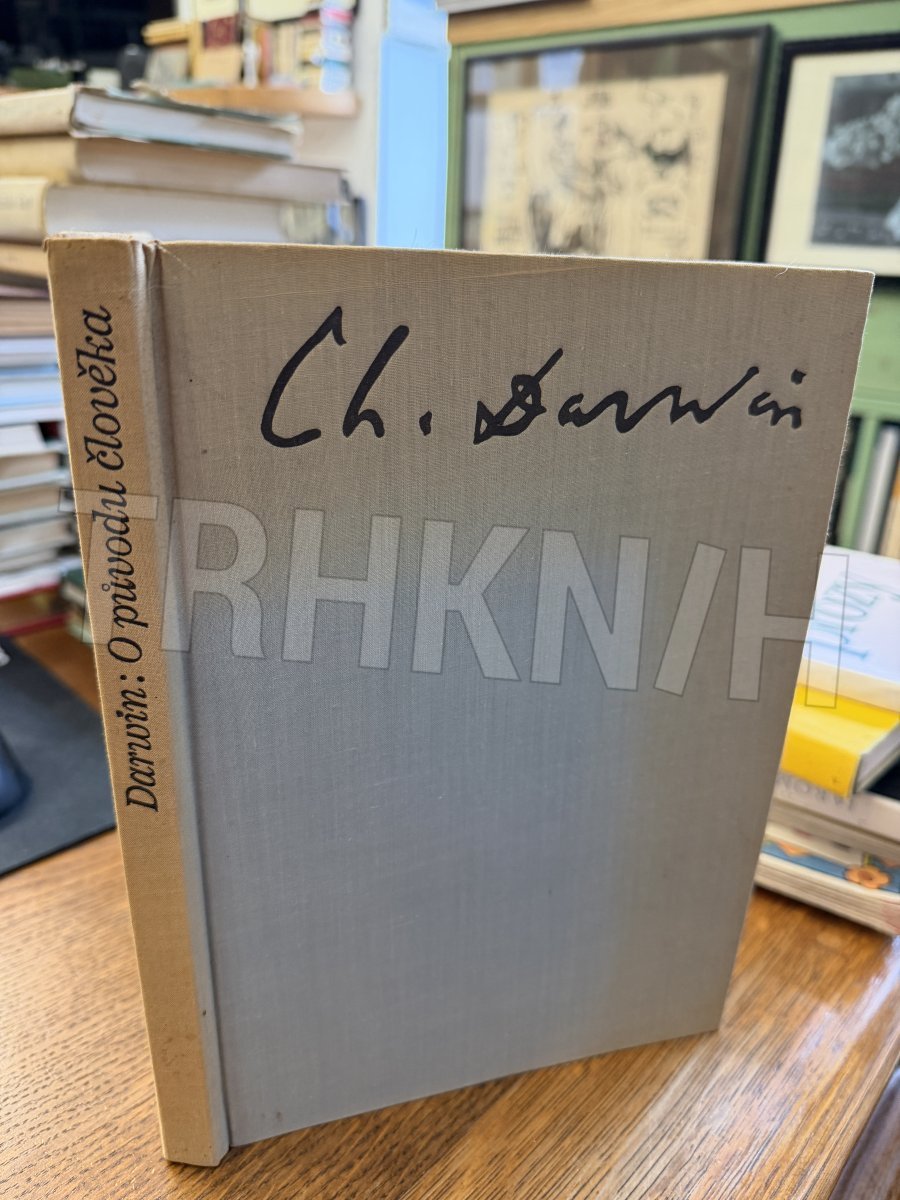 Ch. Darwin
Darwin: O původu člověka
TRHKNIH